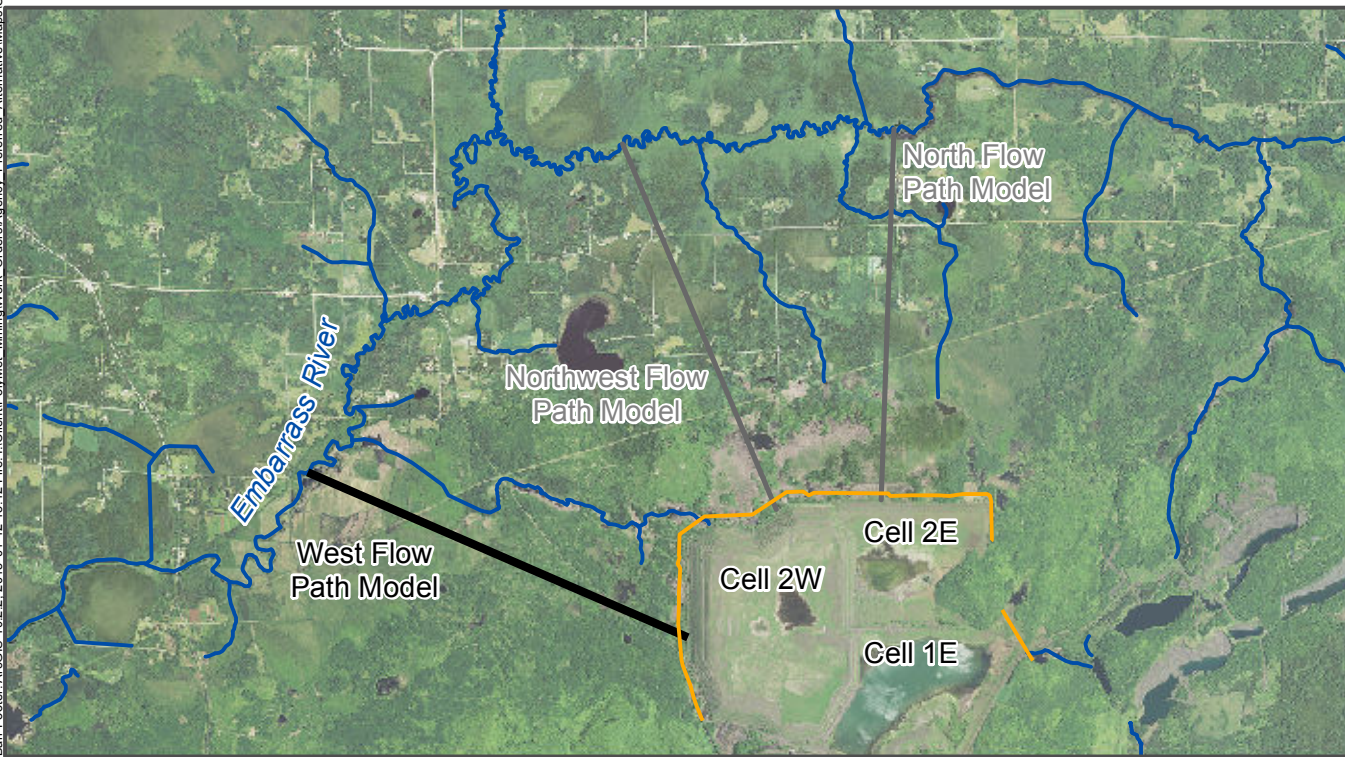 North Flow
Path Model
Northwest Flow
Path Model
Embarrass River
West Flow
Path Model
Cell 2E
Cell 2W
Cell 1E